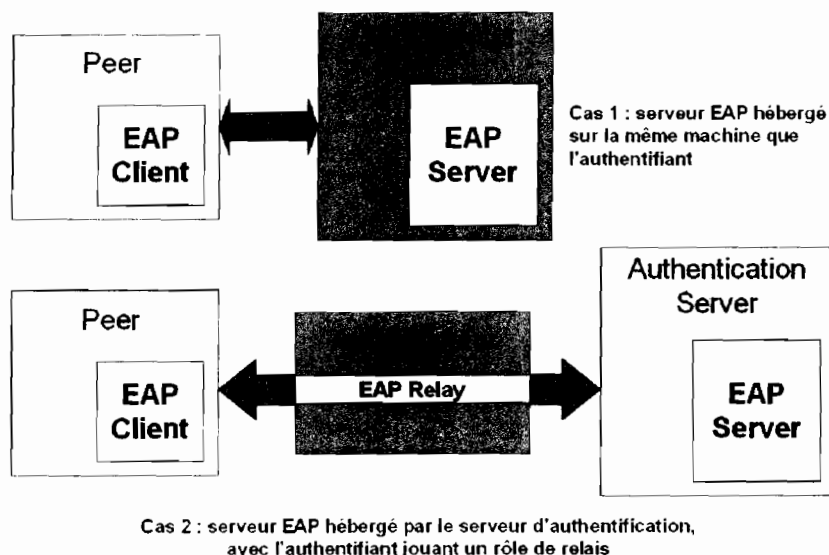 Peer
EAP
Client
EAP
Server
Cas 1 : serveur EAP hébergé
sur la même machine que
l'authentifiant
Peer
EAP
Client
EAP Relay
Authentication
Server
EAP
Server
Cas 2 : serveur EAP hébergé par le serveur d'authentification,
avec l'authentifiant jouant un rôle de relais